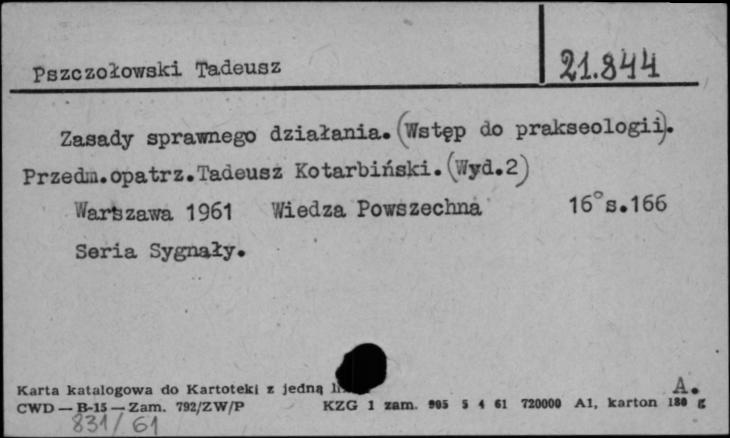 Pszczołowski Tadeusz
21.844
Zasady sprawnego działania. (Wstęp do prakseologii).
Przedm.opatrz.Tadeusz Kotarbiński. (Wyd.2)
Warszawa 1961 Wiedza Powszechna 16° s.166
Seria Sygnały.
Karta katalogowa do Kartoteki z jedną
A.
CWD — B-15 — Zam. 792/ZW/P KZG 1 zam. 905 5 4 61 720000 A1, karton 180 g
831/61